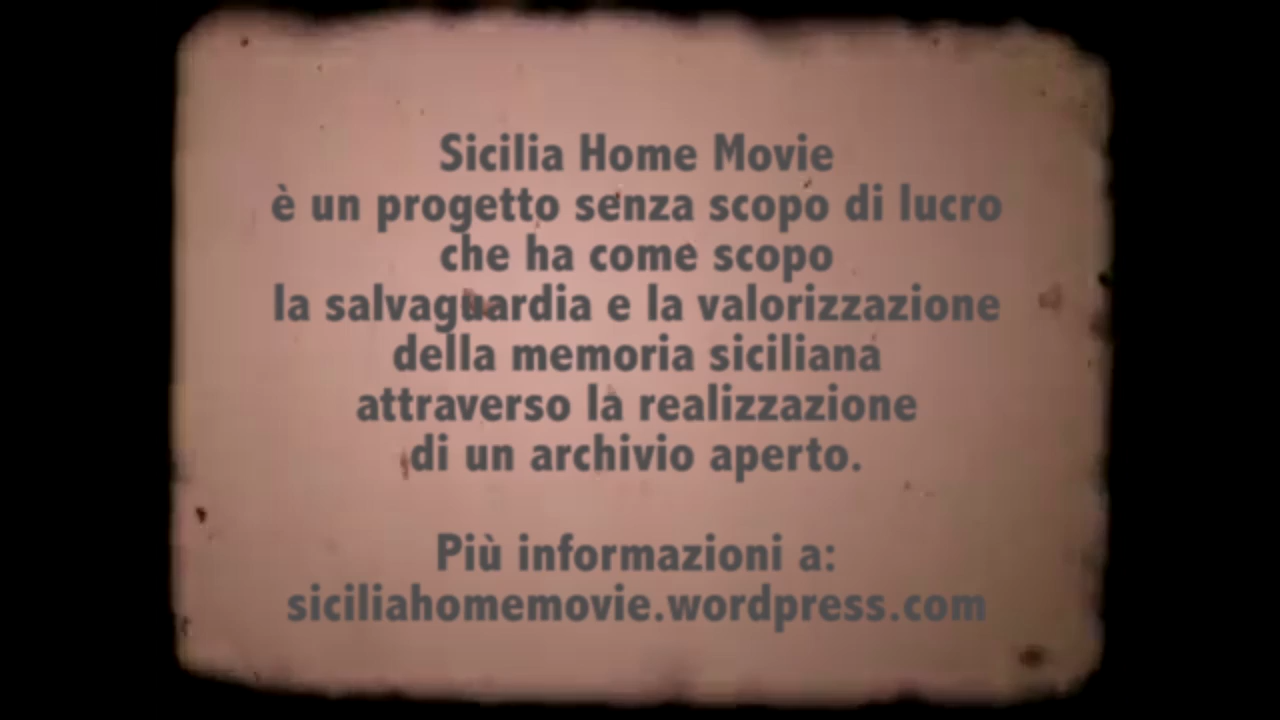 Sicilia Home Movie
è un progetto senza scopo di lucro
che ha come scopo
la salvaguardia e la valorizzazione
della memoria siciliana
attraverso la realizzazione
di un archivio aperto.
Più informazioni a:
siciliahomemovie.wordpress.com